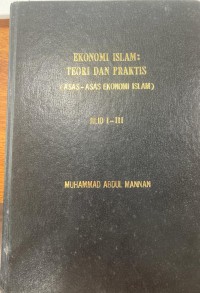 EKONOMI ISLAM:
TEORI DAN PRAKTIS
(ASAS-ASAS EKONOMI ISLAM)
JILID I-III
MUHAMMAD ABDUL MANNAN